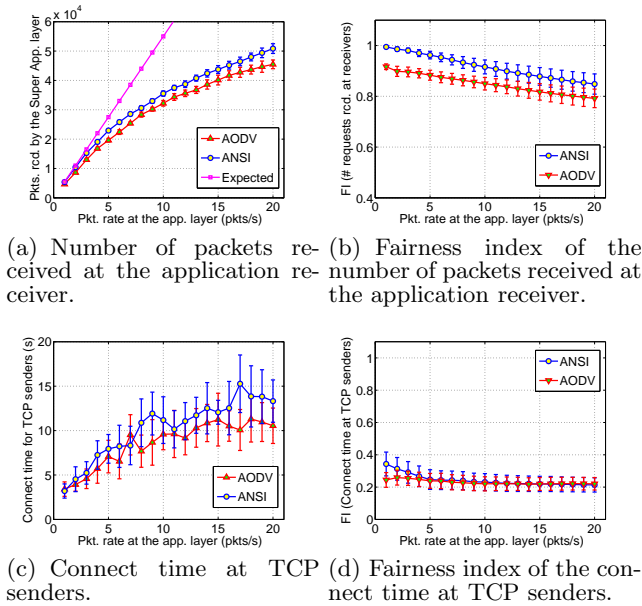 x 10^4
6
5
4
3
2
1
0
Pkts. rcd. by the Super App. layer
AODV
ANSI
Expected
0 5 10 15 20
Pkt. rate at the app. layer (pkts/s)
(a) Number of packets re-
ceived at the application re-
ceiver.
1
0.8
0.6
0.4
FI (# requests rcd. at receivers)
ANSI
AODV
0 5 10 15 20
Pkt. rate at the app. layer (pkts/s)
(b) Fairness index of the
number of packets received at
the application receiver.
20
15
10
5
0
Connect time for TCP senders (s)
AODV
ANSI
0 5 10 15 20
Pkt. rate at the app. layer (pkts/s)
(c) Connect time at TCP
senders.
1
0.8
0.6
0.4
0.2
0
FI (Connect time at TCP senders)
ANSI
AODV
0 5 10 15 20
Pkt. rate at the app. layer (pkts/s)
(d) Fairness index of the con-
nect time at TCP senders.